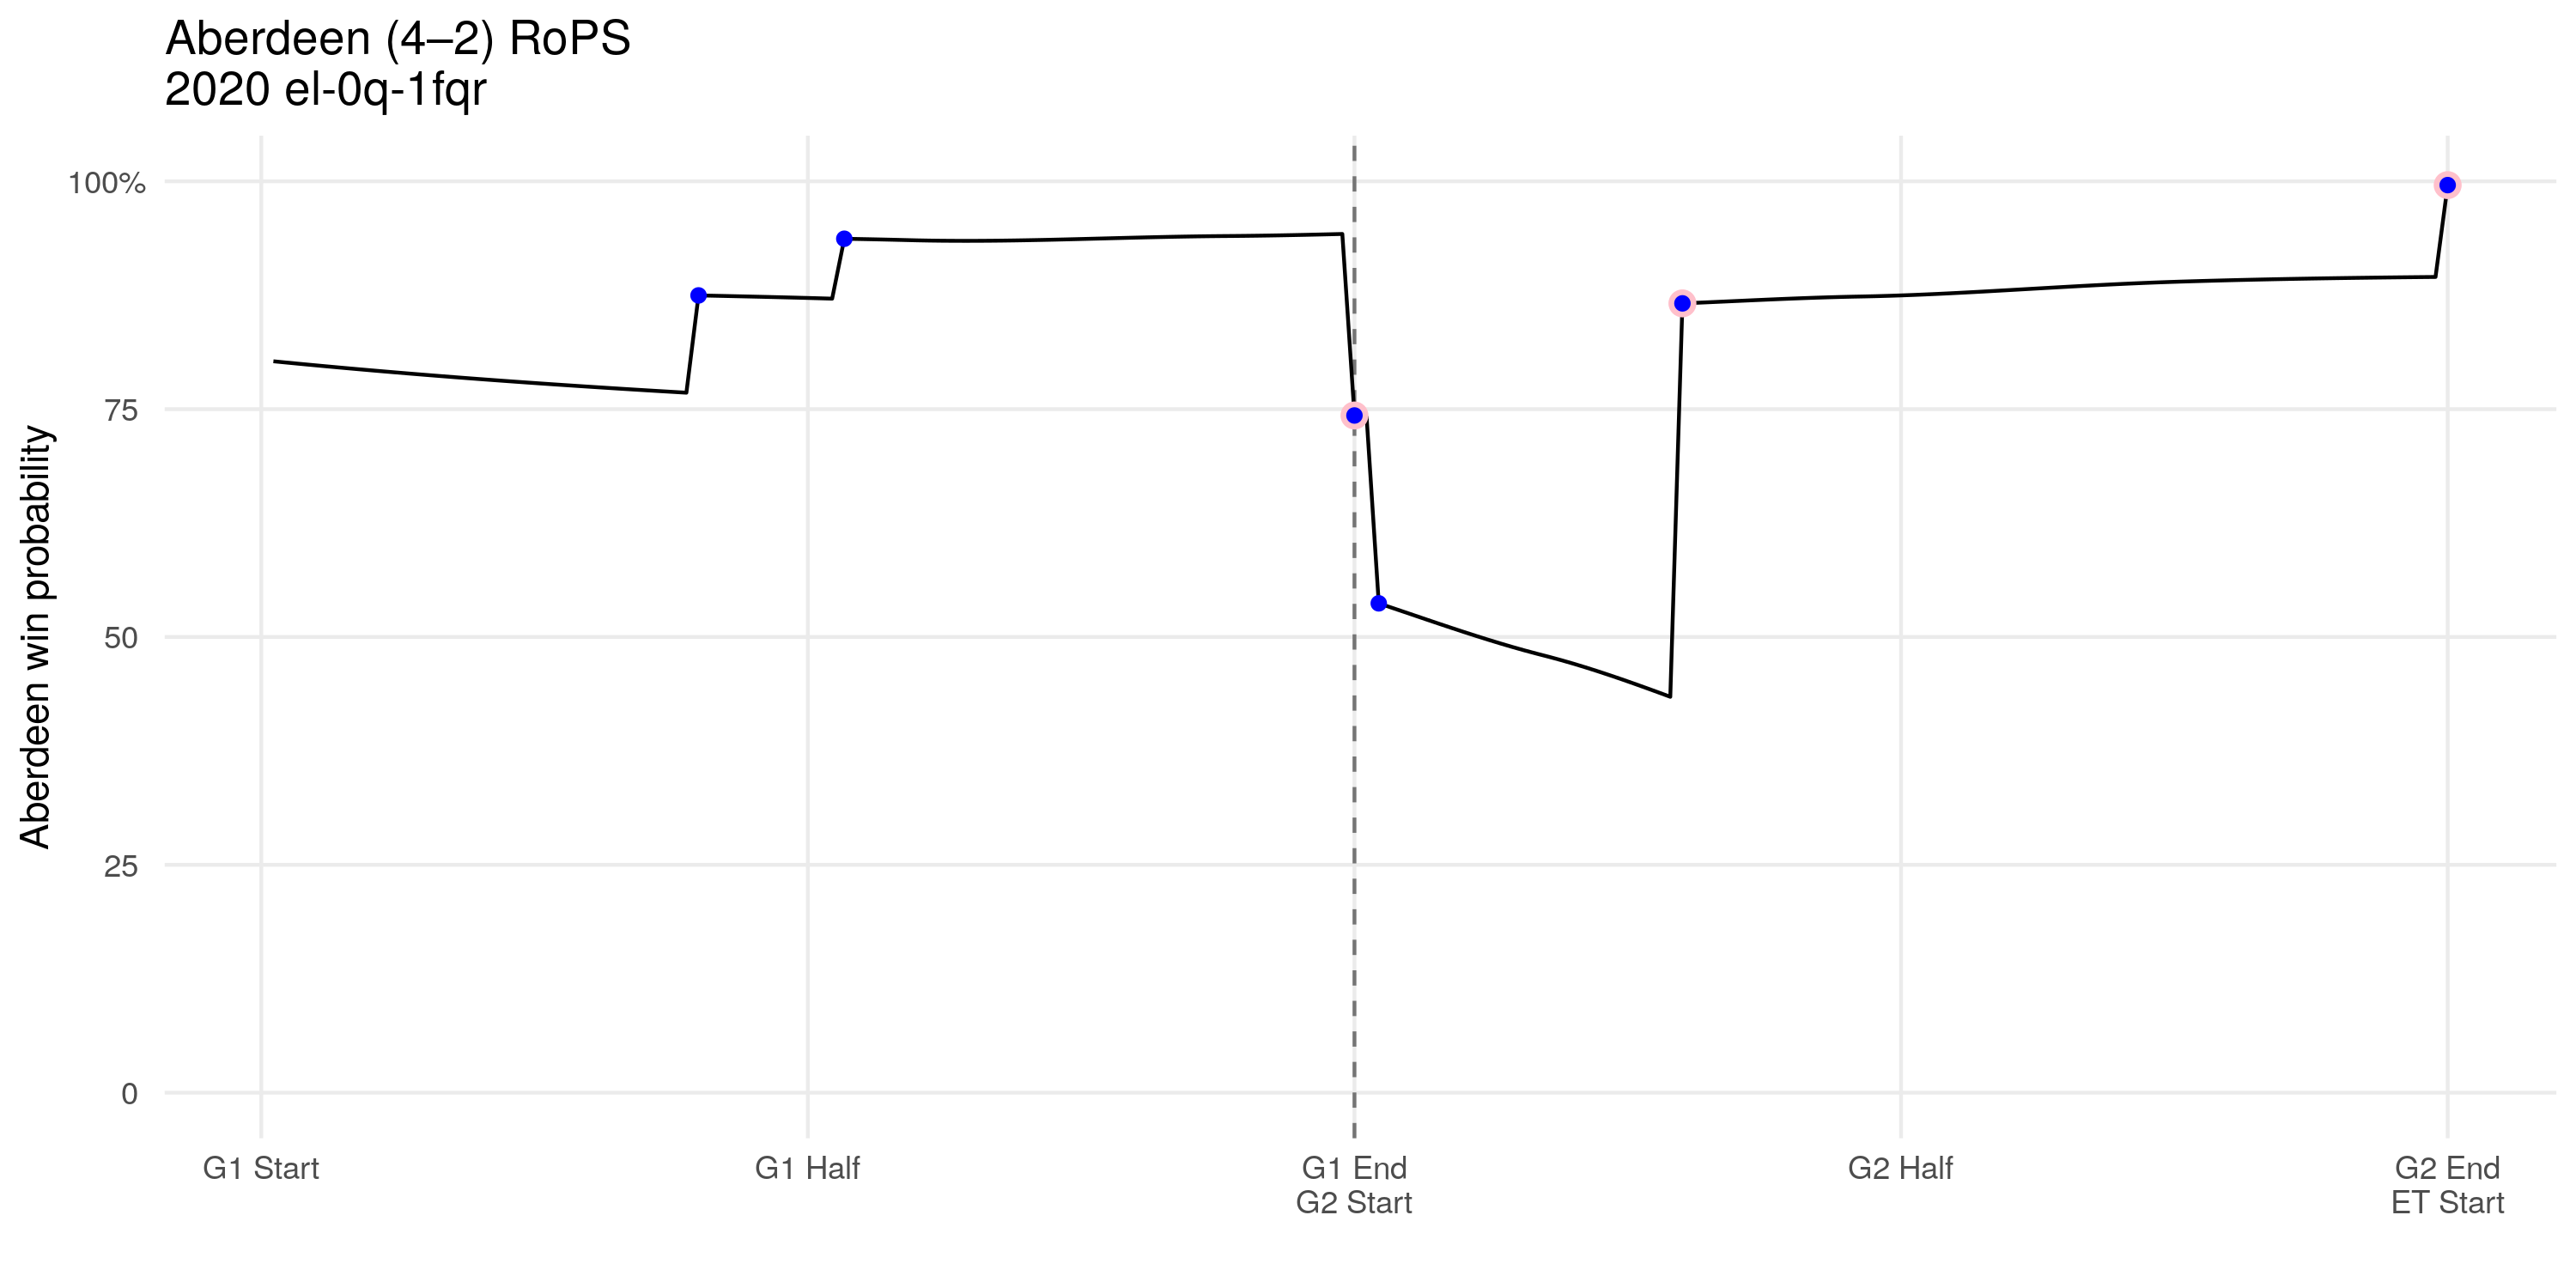 Aberdeen (4–2) RoPS
2020 el-0q-1fqr
Aberdeen win probability
100%
75
50
25
0
G1 Start
G1 Half
G1 End
G2 Start
G2 Half
G2 End
ET Start